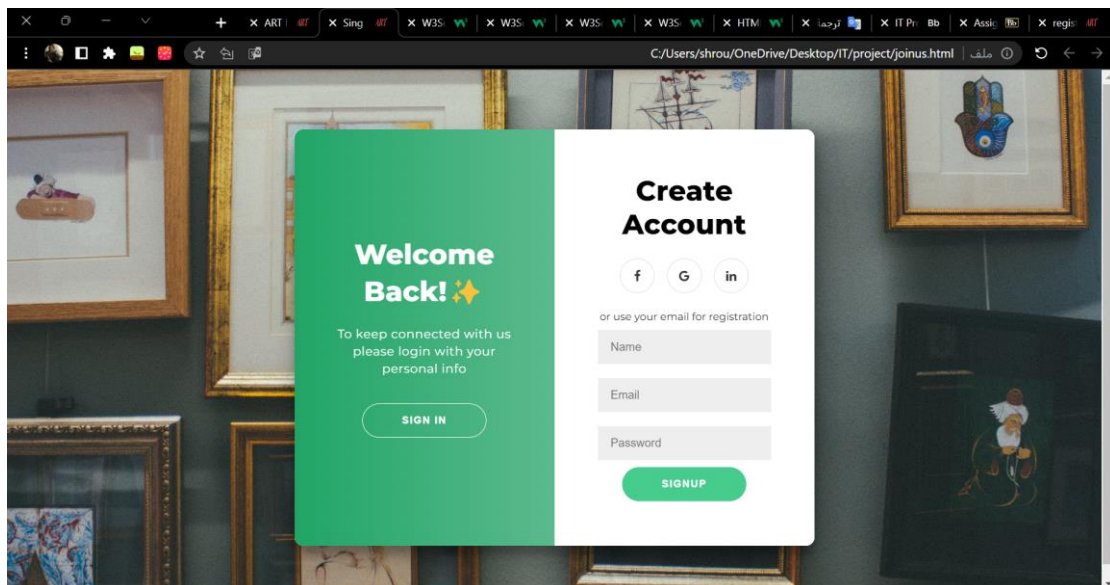 ART
Sing
W3S
W3S
W3S
W3S
HTM
ترجما
IT Pr
Bb
Assig
regis
C:/Users/shrou/OneDrive/Desktop/IT/project/joinus.html
ملف
Welcome
Back!✨
To keep connected with us
please login with your
personal info
SIGN IN
Create
Account
f G in
or use your email for registration
Name
Email
Password
SIGNUP